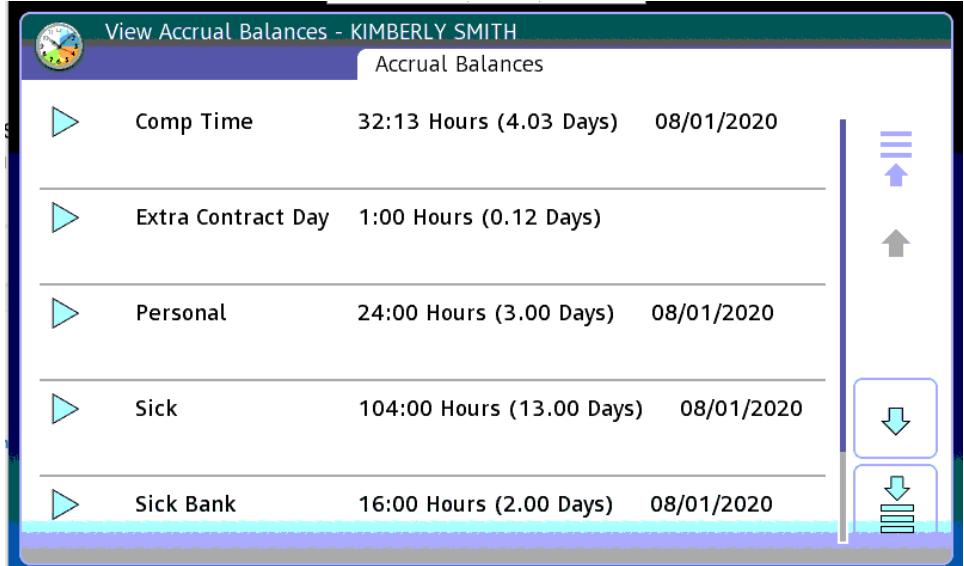 View Accrual Balances - KIMBERLY SMITH
Accrual Balances
Comp Time 32:13 Hours (4.03 Days) 08/01/2020
Extra Contract Day 1:00 Hours (0.12 Days)
Personal 24:00 Hours (3.00 Days) 08/01/2020
Sick 104:00 Hours (13.00 Days) 08/01/2020
Sick Bank 16:00 Hours (2.00 Days) 08/01/2020